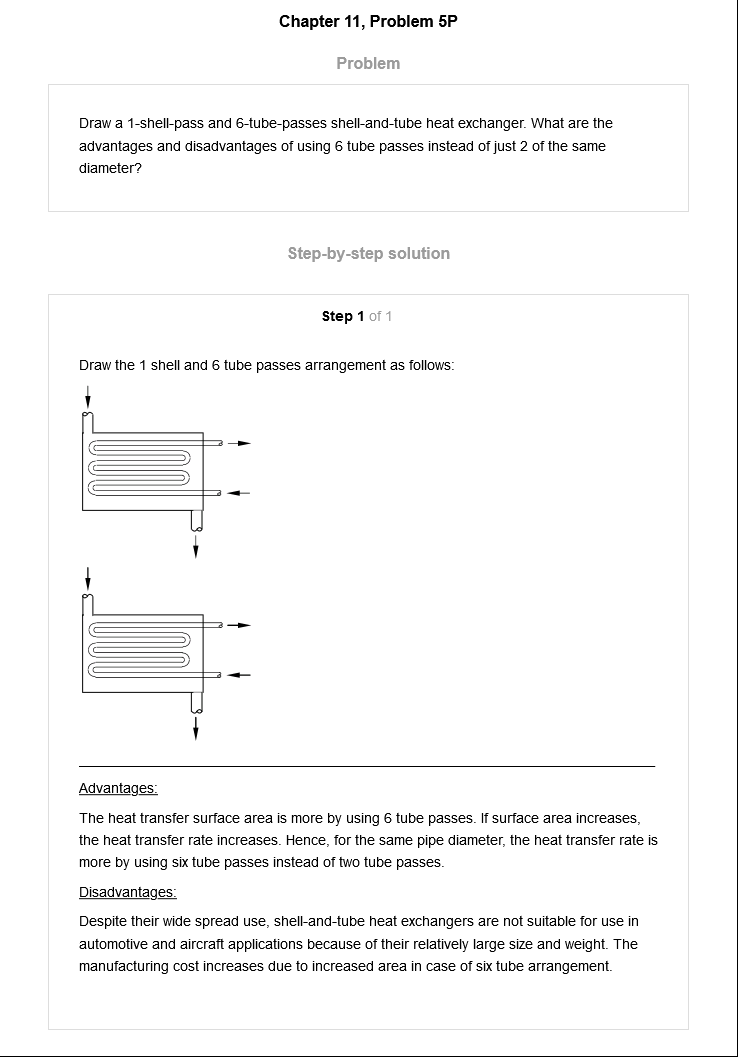 Chapter 11, Problem 5P
Problem
Draw a 1-shell-pass and 6-tube-passes shell-and-tube heat exchanger. What are the
advantages and disadvantages of using 6 tube passes instead of just 2 of the same
diameter?
Step-by-step solution
Step 1 of 1
Draw the 1 shell and 6 tube passes arrangement as follows:
Advantages:
The heat transfer surface area is more by using 6 tube passes. If surface area increases,
the heat transfer rate increases. Hence, for the same pipe diameter, the heat transfer rate is
more by using six tube passes instead of two tube passes.
Disadvantages:
Despite their wide spread use, shell-and-tube heat exchangers are not suitable for use in
automotive and aircraft applications because of their relatively large size and weight. The
manufacturing cost increases due to increased area in case of six tube arrangement.